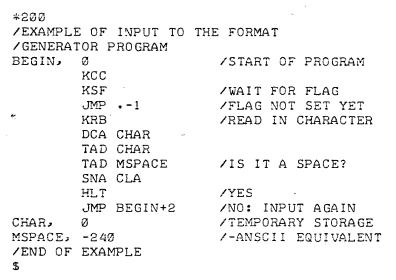 *200
/EXAMPLE OF INPUT TO THE FORMAT
/GENERATOR PROGRAM
BEGIN, 0 /START OF PROGRAM
KCC
KSF /WAIT FOR FLAG
JMP .-1 /FLAG NOT SET YET
KRB /READ IN CHARACTER
DCA CHAR
TAD CHAR
TAD MSPACE /IS IT A SPACE?
SNA CLA
HLT /YES
JMP BEGIN+2 /NO: INPUT AGAIN
CHAR, 0 /TEMPORARY STORAGE
MSPACE, -240 /-ANSCII EQUIVALENT
/END OF EXAMPLE
$